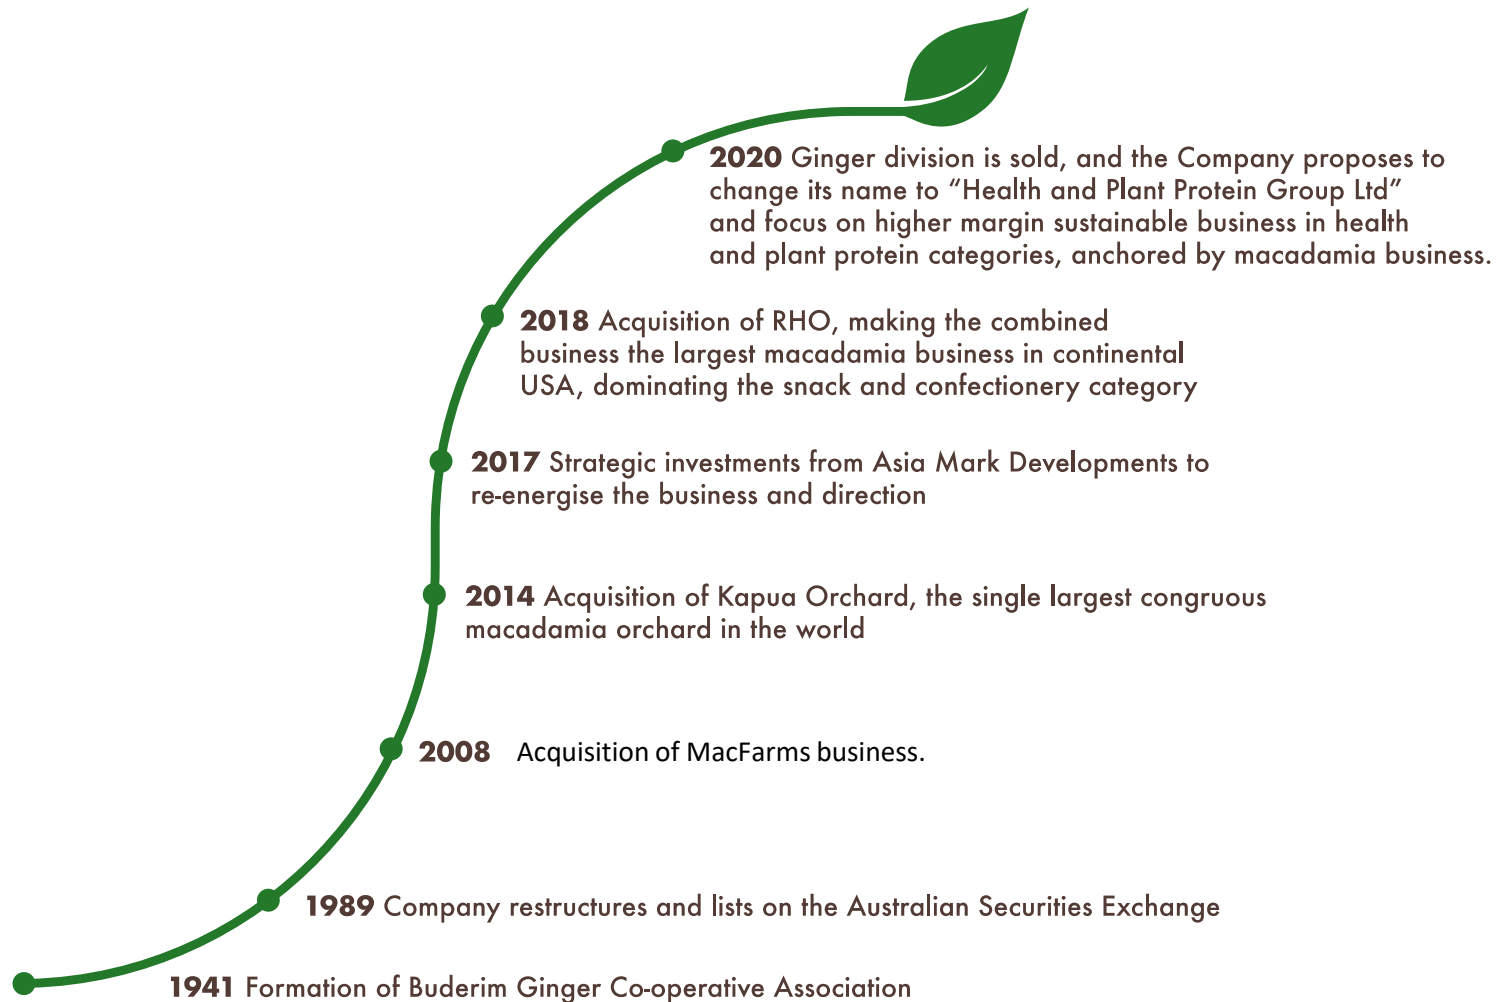 2020 Ginger division is sold, and the Company proposes to
change its name to “Health and Plant Protein Group Ltd”
and focus on higher margin sustainable business in health
and plant protein categories, anchored by macadamia business.
2018 Acquisition of RHO, making the combined
business the largest macadamia business in continental
USA, dominating the snack and confectionery category
2017 Strategic investments from Asia Mark Developments to
re-energise the business and direction
2014 Acquisition of Kapua Orchard, the single largest congruous
macadamia orchard in the world
2008 Acquisition of MacFarms business.
1989 Company restructures and lists on the Australian Securities Exchange
1941 Formation of Buderim Ginger Co-operative Association